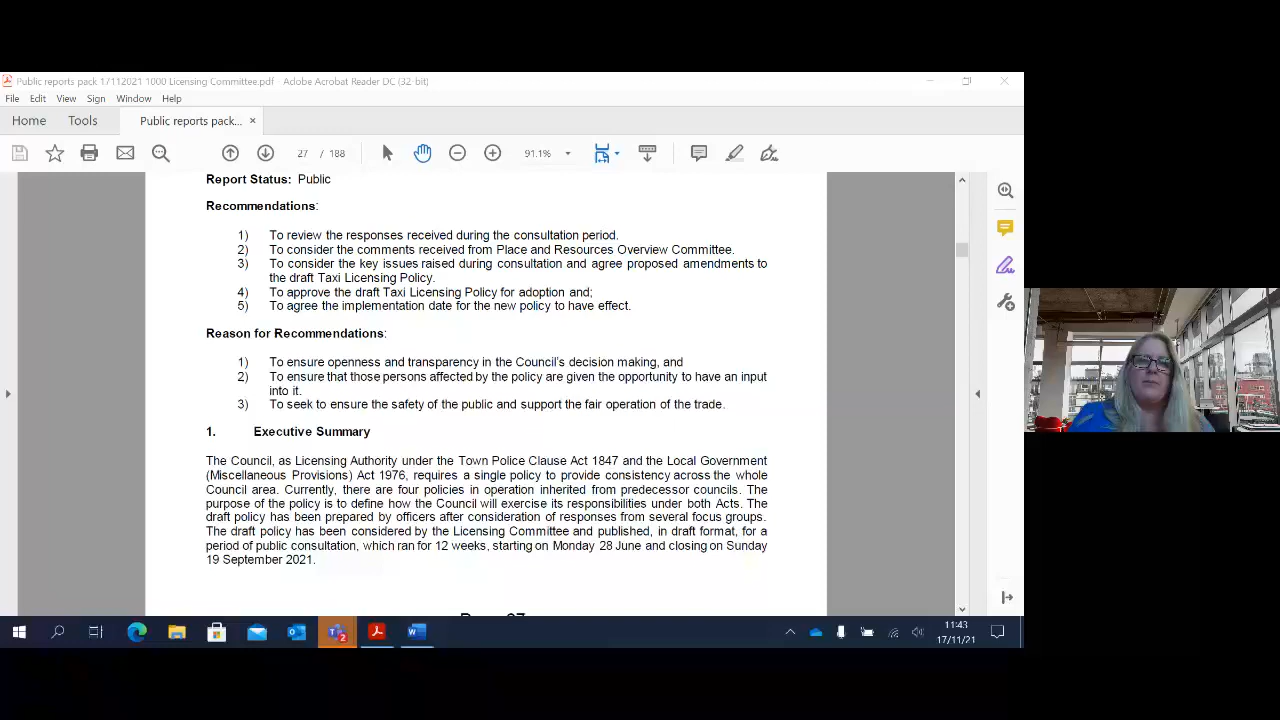 Public reports pack 17112021 1000 Licensing Committee.pdf - Adobe Acrobat Reader DC (32-bit)
File Edit View Sign Window Help
Home Tools Public reports pack... ×
27 / 188 91.1%
Report Status: Public
Recommendations:
1) To review the responses received during the consultation period.
2) To consider the comments received from Place and Resources Overview Committee.
3) To consider the key issues raised during consultation and agree proposed amendments to
the draft Taxi Licensing Policy.
4) To approve the draft Taxi Licensing Policy for adoption and;
5) To agree the implementation date for the new policy to have effect.
Reason for Recommendations:
1) To ensure openness and transparency in the Council's decision making, and
2) To ensure that those persons affected by the policy are given the opportunity to have an input
into it.
3) To seek to ensure the safety of the public and support the fair operation of the trade.
1. Executive Summary
The Council, as Licensing Authority under the Town Police Clause Act 1847 and the Local Government
(Miscellaneous Provisions) Act 1976, requires a single policy to provide consistency across the whole
Council area. Currently, there are four policies in operation inherited from predecessor councils. The
purpose of the policy is to define how the Council will exercise its responsibilities under both Acts. The
draft policy has been prepared by officers after consideration of responses from several focus groups.
The draft policy has been considered by the Licensing Committee and published, in draft format, for a
period of public consultation, which ran for 12 weeks, starting on Monday 28 June and closing on Sunday
19 September 2021.
11:43
17/11/21